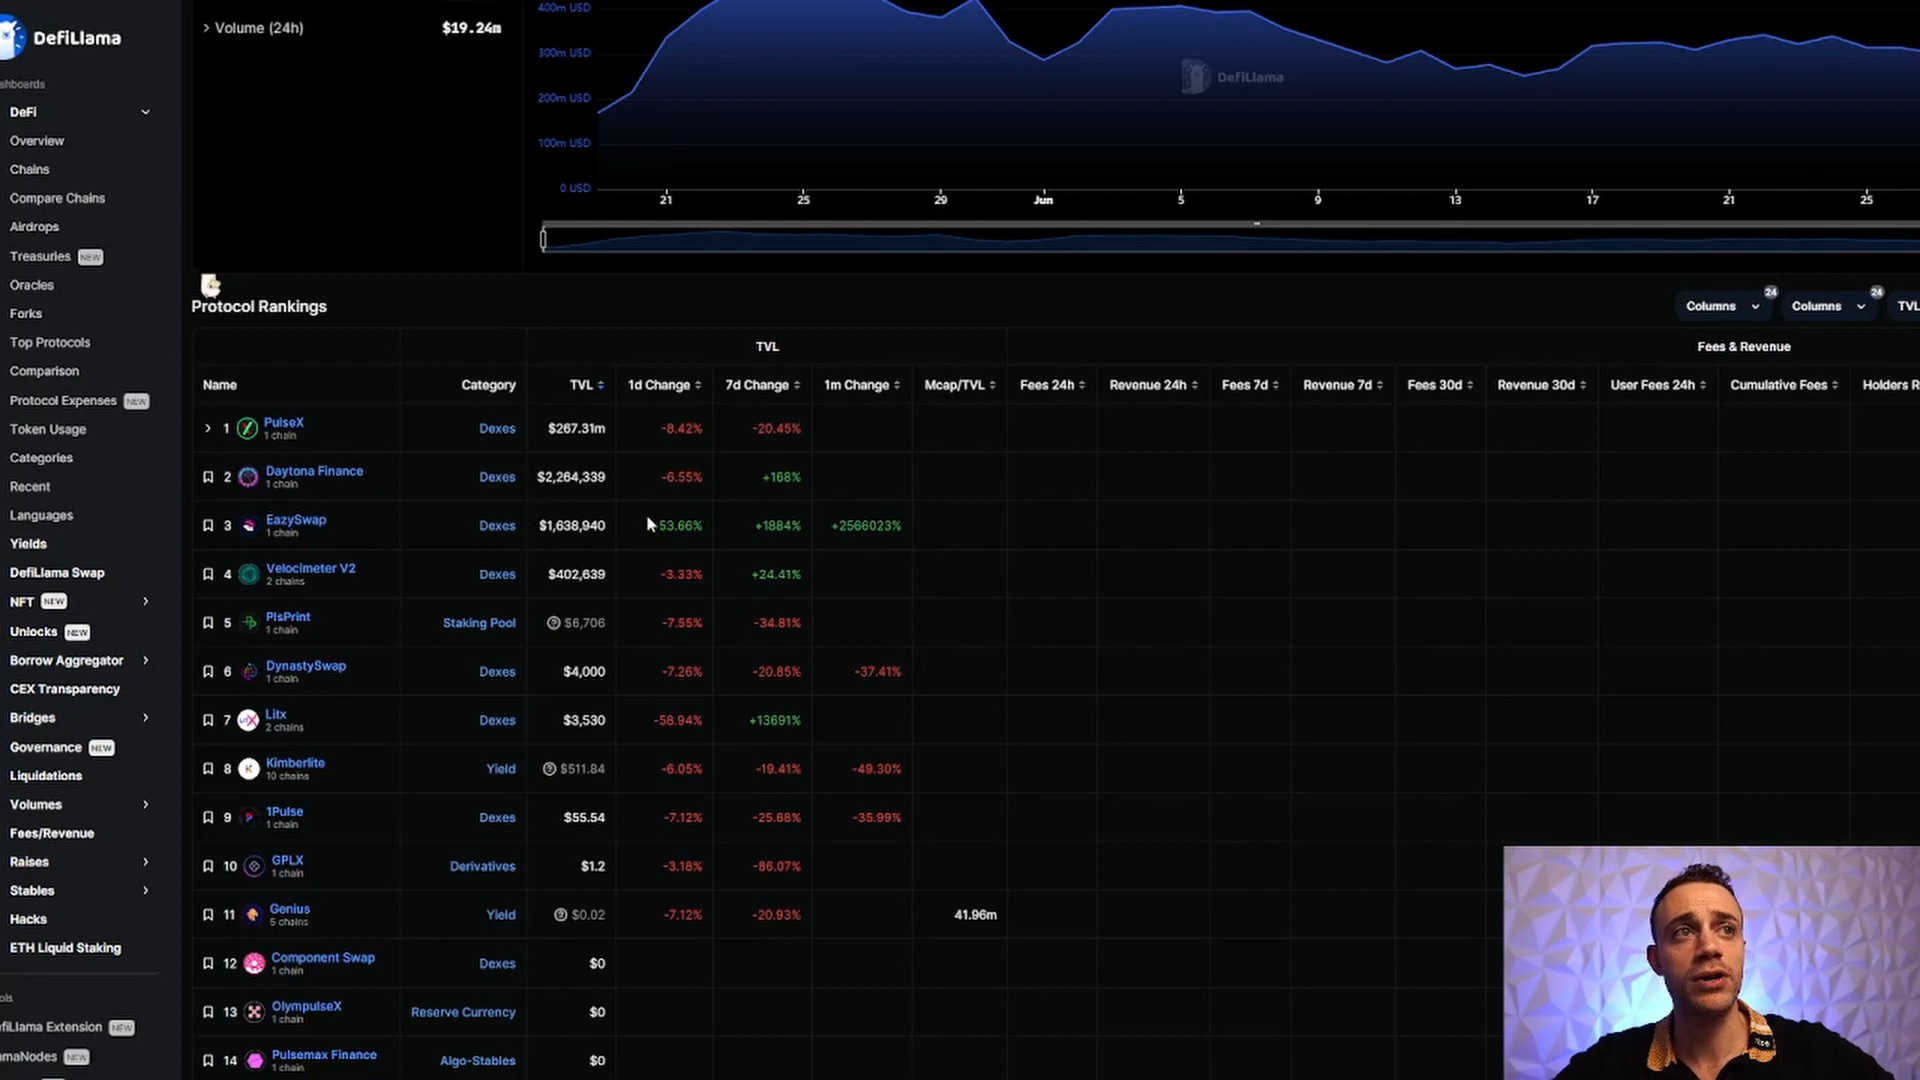 DefiLlama
shboards
DeFi
Overview
Chains
Compare Chains
Airdrops
Treasuries NEW
Oracles
Forks
Top Protocols
Comparison
Protocol Expenses NEW
Token Usage
Categories
Recent
Languages
Yields
DefiLlama Swap
NFT NEW
Unlocks NEW
Borrow Aggregator
CEX Transparency
Bridges
Governance NEW
Liquidations
Volumes
Fees/Revenue
Raises
Stables
Hacks
ETH Liquid Staking
ols
efiLlama Extension NEW
amaNodes NEW
Volume (24h) $19.24m
400m USD
300m USD
200m USD
100m USD
0 USD
DefiLlama
21 25 29 Jun 5 9 13 17 21 25
Protocol Rankings
Columns 24 Columns 24 TVL
TVL Fees & Revenue
Name Category TVL 1d Change 7d Change 1m Change Mcap/TVL Fees 24h Revenue 24h Fees 7d Revenue 7d Fees 30d Revenue 30d User Fees 24h Cumulative Fees Holders R
1 PulseX Dexes $267.31m -8.42% -20.45%
1 chain
2 Daytona Finance Dexes $2,264,339 -6.55% +168%
1 chain
3 EazySwap Dexes $1,638,940 53.66% +1884% +2566023%
1 chain
4 Velocimeter V2 Dexes $402,639 -3.33% +24.41%
2 chains
5 PlsPrint Staking Pool $6,706 -7.55% -34.81%
1 chain
6 DynastySwap Dexes $4,000 -7.26% -20.85% -37.41%
1 chain
7 Litx Dexes $3,530 -58.94% +13691%
2 chains
8 Kimberlite Yield $511.84 -6.05% -19.41% -49.30%
10 chains
9 1Pulse Dexes $55.54 -7.12% -25.68% -35.99%
1 chain
10 GPLX Derivatives $1.2 -3.18% -86.07%
1 chain
11 Genius Yield $0.02 -7.12% -20.93% 41.96m
5 chains
12 Component Swap Dexes $0
1 chain
13 OlympulseX Reserve Currency $0
1 chain
14 Pulsemax Finance Algo-Stables $0
1 chain